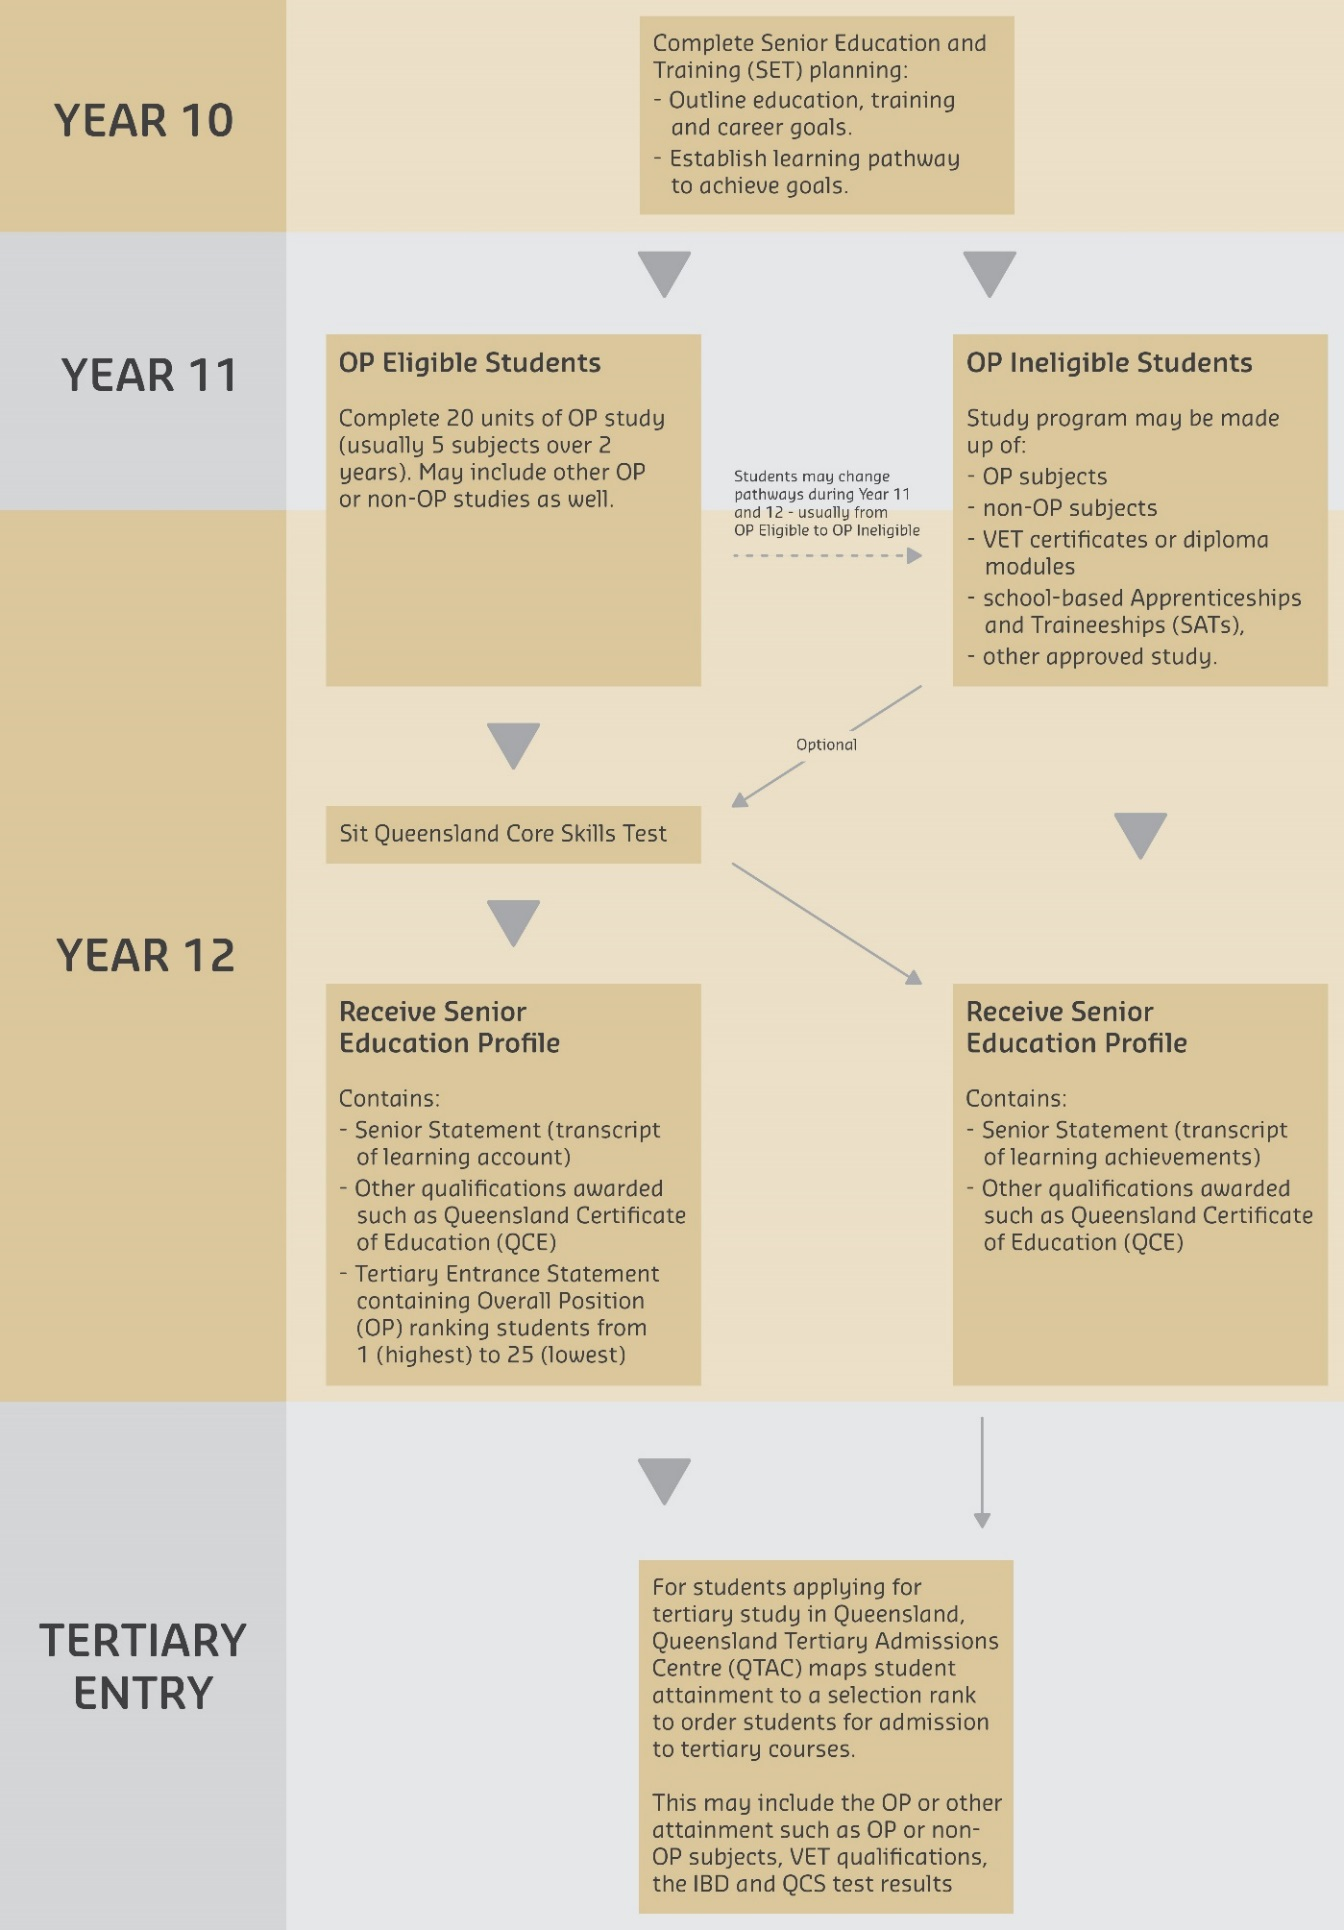 YEAR 10
Complete Senior Education and
Training (SET) planning:
- Outline education, training
and career goals.
- Establish learning pathway
to achieve goals.
YEAR 11
OP Eligible Students
Complete 20 units of OP study
(usually 5 subjects over 2
years). May include other OP
or non-OP studies as well.
Students may change
pathways during Year 11
and 12 - usually from
OP Eligible to OP Ineligible
OP Ineligible Students
Study program may be made
up of:
- OP subjects
- non-OP subjects
- VET certificates or diploma
modules
- school-based Apprenticeships
and Traineeships (SATs),
- other approved study.
YEAR 12
Optional
Sit Queensland Core Skills Test
Receive Senior
Education Profile
Contains:
- Senior Statement (transcript
of learning account)
- Other qualifications awarded
such as Queensland Certificate
of Education (QCE)
- Tertiary Entrance Statement
containing Overall Position
(OP) ranking students from
1 (highest) to 25 (lowest)
Receive Senior
Education Profile
Contains:
- Senior Statement (transcript
of learning achievements)
- Other qualifications awarded
such as Queensland Certificate
of Education (QCE)
TERTIARY
ENTRY
For students applying for
tertiary study in Queensland,
Queensland Tertiary Admissions
Centre (QTAC) maps student
attainment to a selection rank
to order students for admission
to tertiary courses.
This may include the OP or other
attainment such as OP or non-
OP subjects, VET qualifications,
the IBD and QCS test results